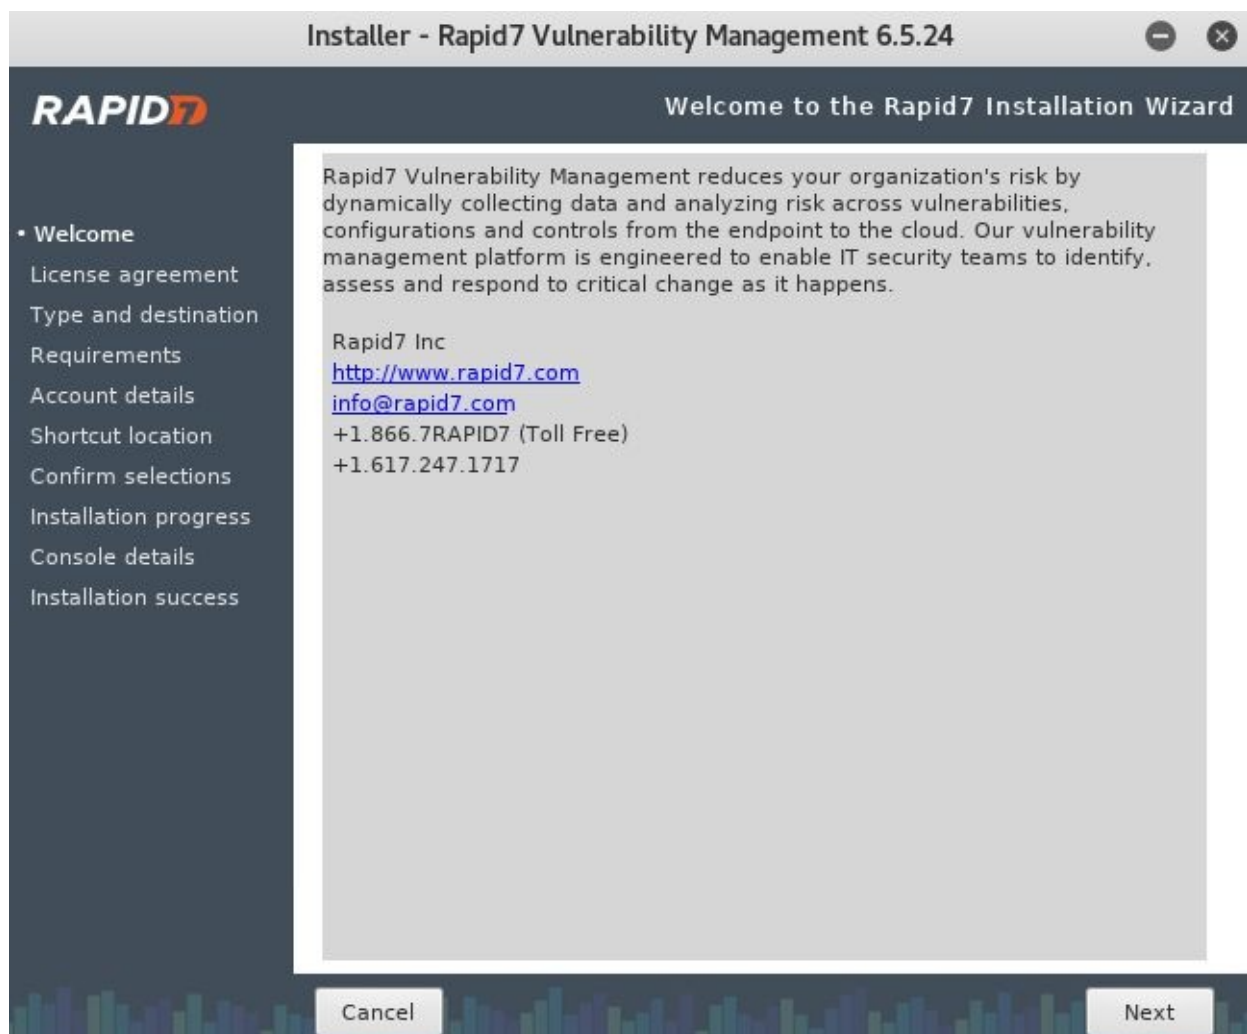 Installer - Rapid7 Vulnerability Management 6.5.24
RAPID7
Welcome to the Rapid7 Installation Wizard
• Welcome
License agreement
Type and destination
Requirements
Account details
Shortcut location
Confirm selections
Installation progress
Console details
Installation success
Rapid7 Vulnerability Management reduces your organization's risk by
dynamically collecting data and analyzing risk across vulnerabilities,
configurations and controls from the endpoint to the cloud. Our vulnerability
management platform is engineered to enable IT security teams to identify,
assess and respond to critical change as it happens.
Rapid7 Inc
http://www.rapid7.com
info@rapid7.com
+1.866.7RAPID7 (Toll Free)
+1.617.247.1717
Cancel
Next